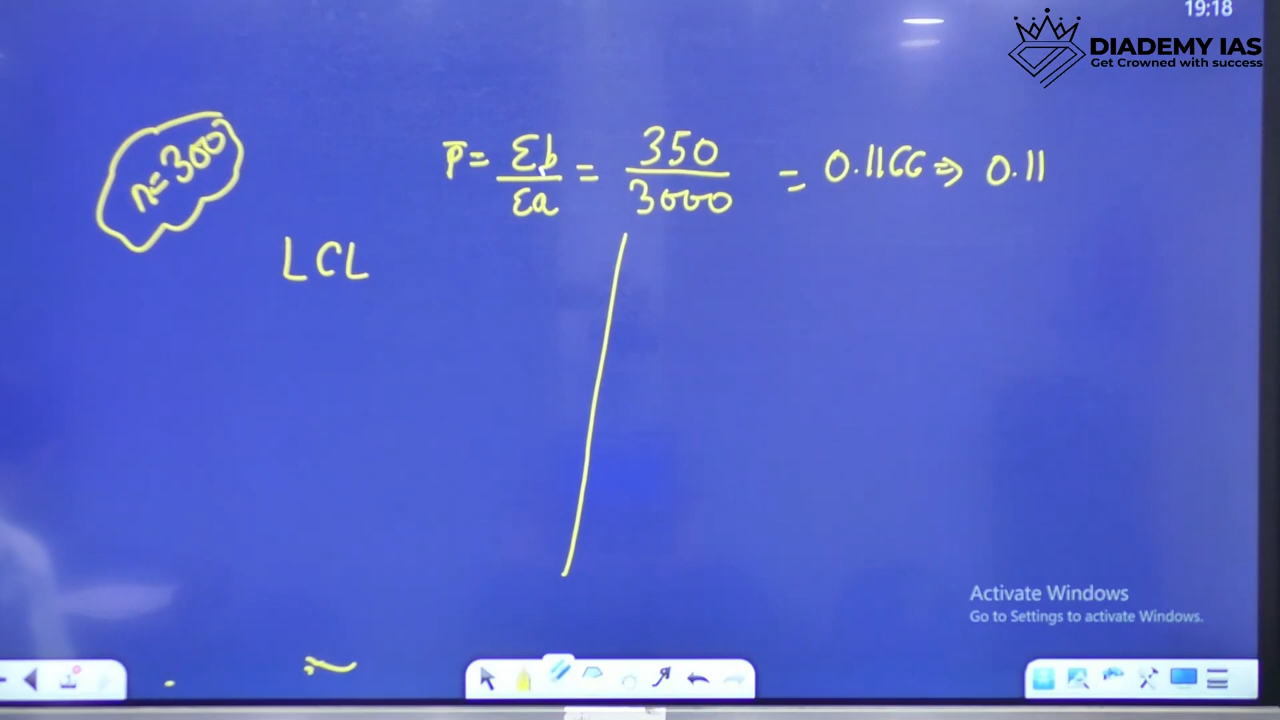 19:18
DIADEMY IAS
Get Crowned with success
n=300
p̄ = Σb/Σa = 350/3000 = 0.1166 ⇒ 0.11
LCL
Activate Windows
Go to Settings to activate Windows.